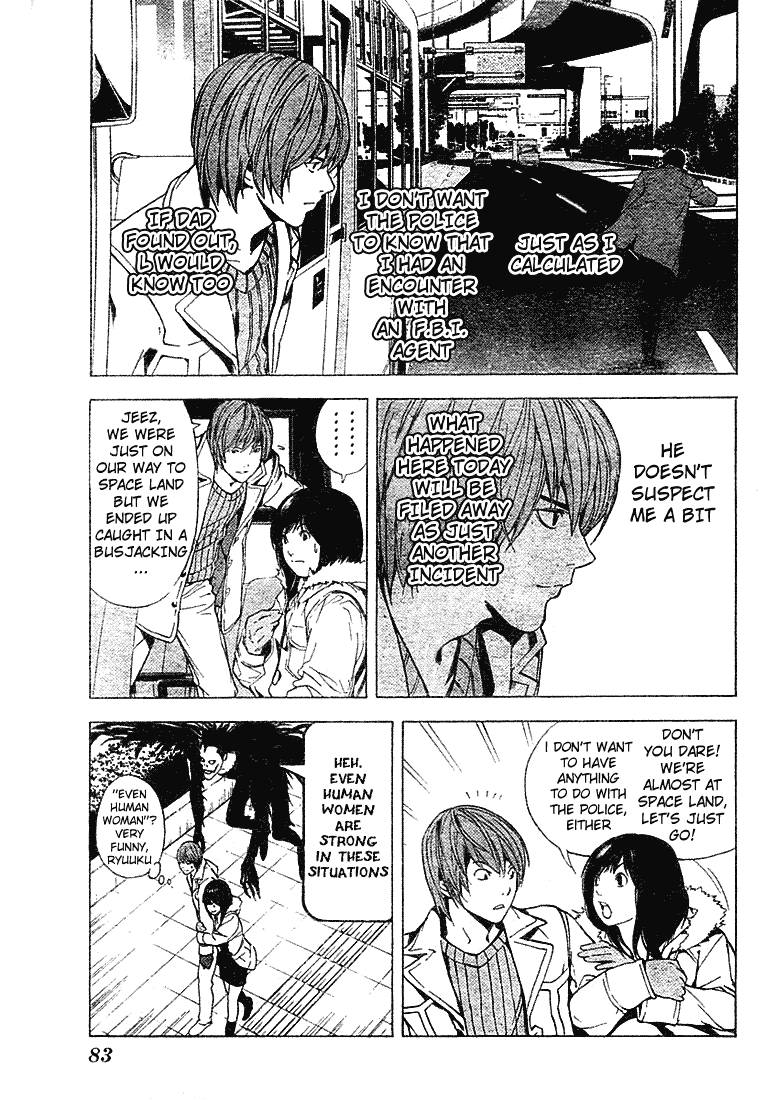 JUST AS I
CALCULATED
I DON'T WANT
THE POLICE
TO KNOW THAT
I HAD AN
ENCOUNTER
WITH
AN F.B.I.
AGENT
IF DAD
FOUND OUT,
L WOULD
KNOW TOO
HE
DOESN'T
SUSPECT
ME A BIT
WHAT
HAPPENED
HERE TODAY
WILL BE
FILED AWAY
AS JUST
ANOTHER
INCIDENT
......
JEEZ,
WE WERE
JUST ON
OUR WAY TO
SPACE LAND
BUT WE
ENDED UP
CAUGHT IN A
BUSJACKING
...
DON'T
YOU DARE!
WE'RE
ALMOST AT
SPACE LAND,
LET'S JUST
GO!
I DON'T WANT
TO HAVE
ANYTHING
TO DO WITH
THE POLICE,
EITHER
HEH.
EVEN
HUMAN
WOMEN
ARE
STRONG
IN THESE
SITUATIONS
"EVEN
HUMAN
WOMAN"?
VERY
FUNNY,
RYUUKU
83